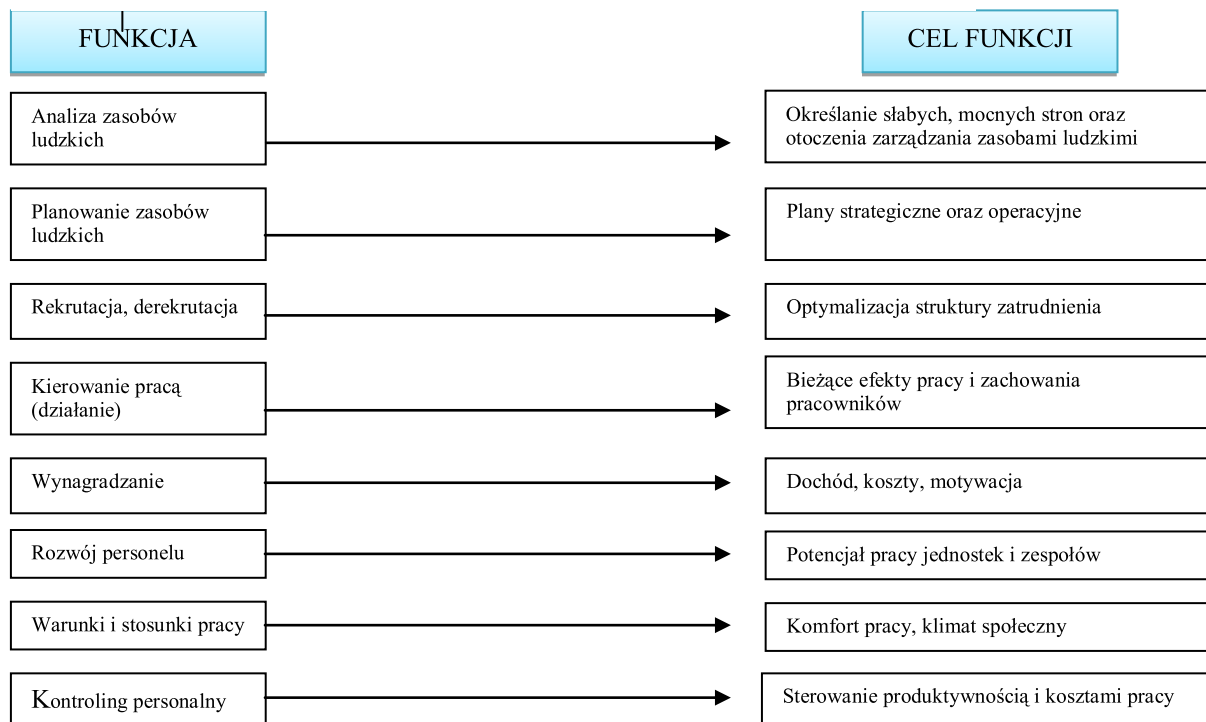 FUNKCJA
CEL FUNKCJI
Analiza zasobów
ludzkich
Określanie słabych, mocnych stron oraz
otoczenia zarządzania zasobami ludzkimi
Planowanie zasobów
ludzkich
Plany strategiczne oraz operacyjne
Rekrutacja, derekrutacja
Optymalizacja struktury zatrudnienia
Kierowanie pracą
(działanie)
Bieżące efekty pracy i zachowania
pracowników
Wynagradzanie
Dochód, koszty, motywacja
Rozwój personelu
Potencjał pracy jednostek i zespołów
Warunki i stosunki pracy
Komfort pracy, klimat społeczny
Kontroling personalny
Sterowanie produktywnością i kosztami pracy